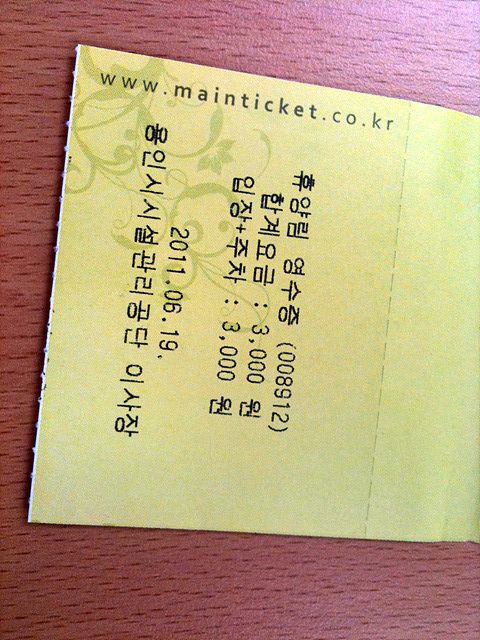 www.mainticket.co.kr
휴양림 영수증 (008912)
합계요금 : 3,000 원
입장+주차 : 3,000 원
2011.06.19.
용인시시설관리공단 이사장